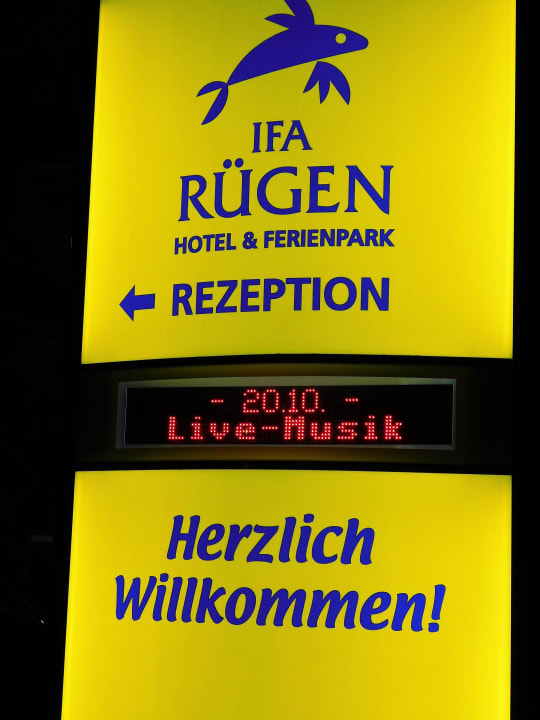 IFA
RÜGEN
HOTEL & FERIENPARK
← REZEPTION
- 20.10. -
Live-Musik
Herzlich
Willkommen!